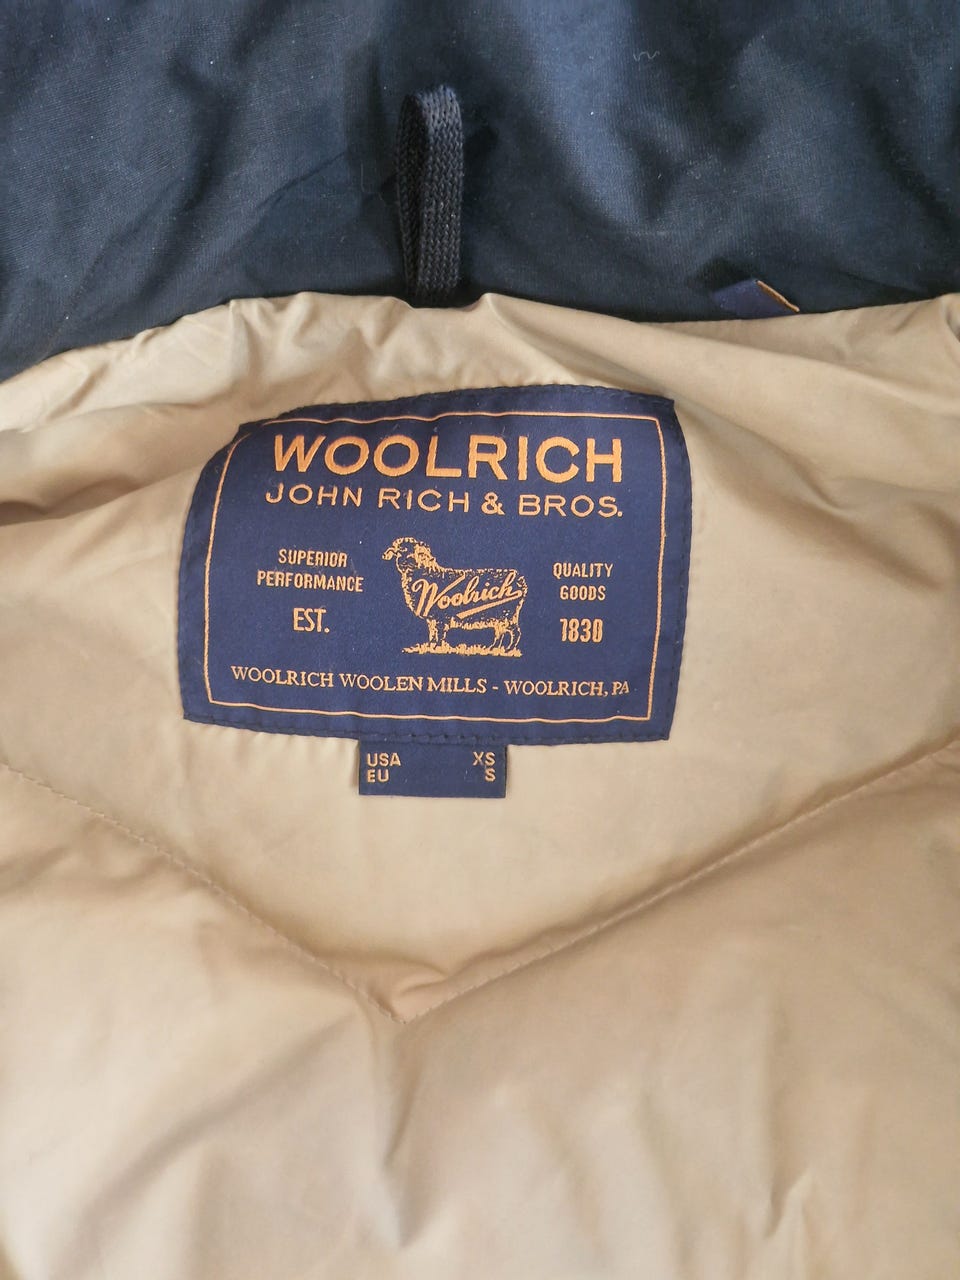 WOOLRICH
JOHN RICH & BROS.
SUPERIOR
PERFORMANCE
EST.
Woolrich
QUALITY
GOODS
1830
WOOLRICH WOOLEN MILLS - WOOLRICH, PA
USA XS
EU S